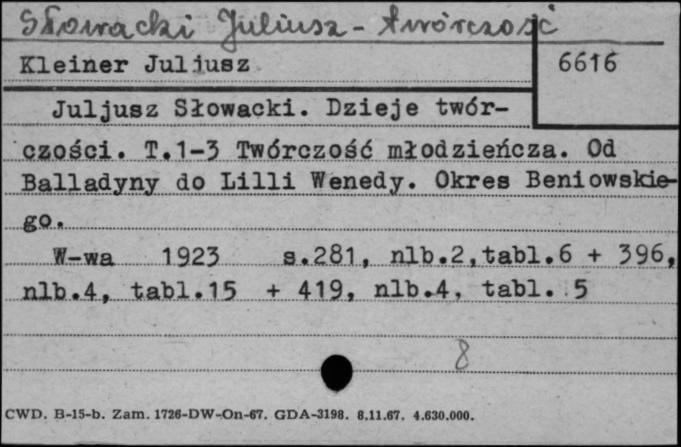 Słowacki Juliusz - twórczość
Kleiner Juljusz
6616
Juljusz Słowacki. Dzieje twór-
czości. T.1-3 Twórczość młodzieńcza. Od
Balladyny do Lilli Wenedy. Okres Beniowskie-
go.
W-wa 1923 s.281, nlb.2,tabl.6 + 396,
nlb.4, tabl.15 + 419, nlb.4, tabl. 5
8
CWD. B-15-b. Zam. 1726-DW-On-67. GDA-3198. 8.11.67. 4.630.000.